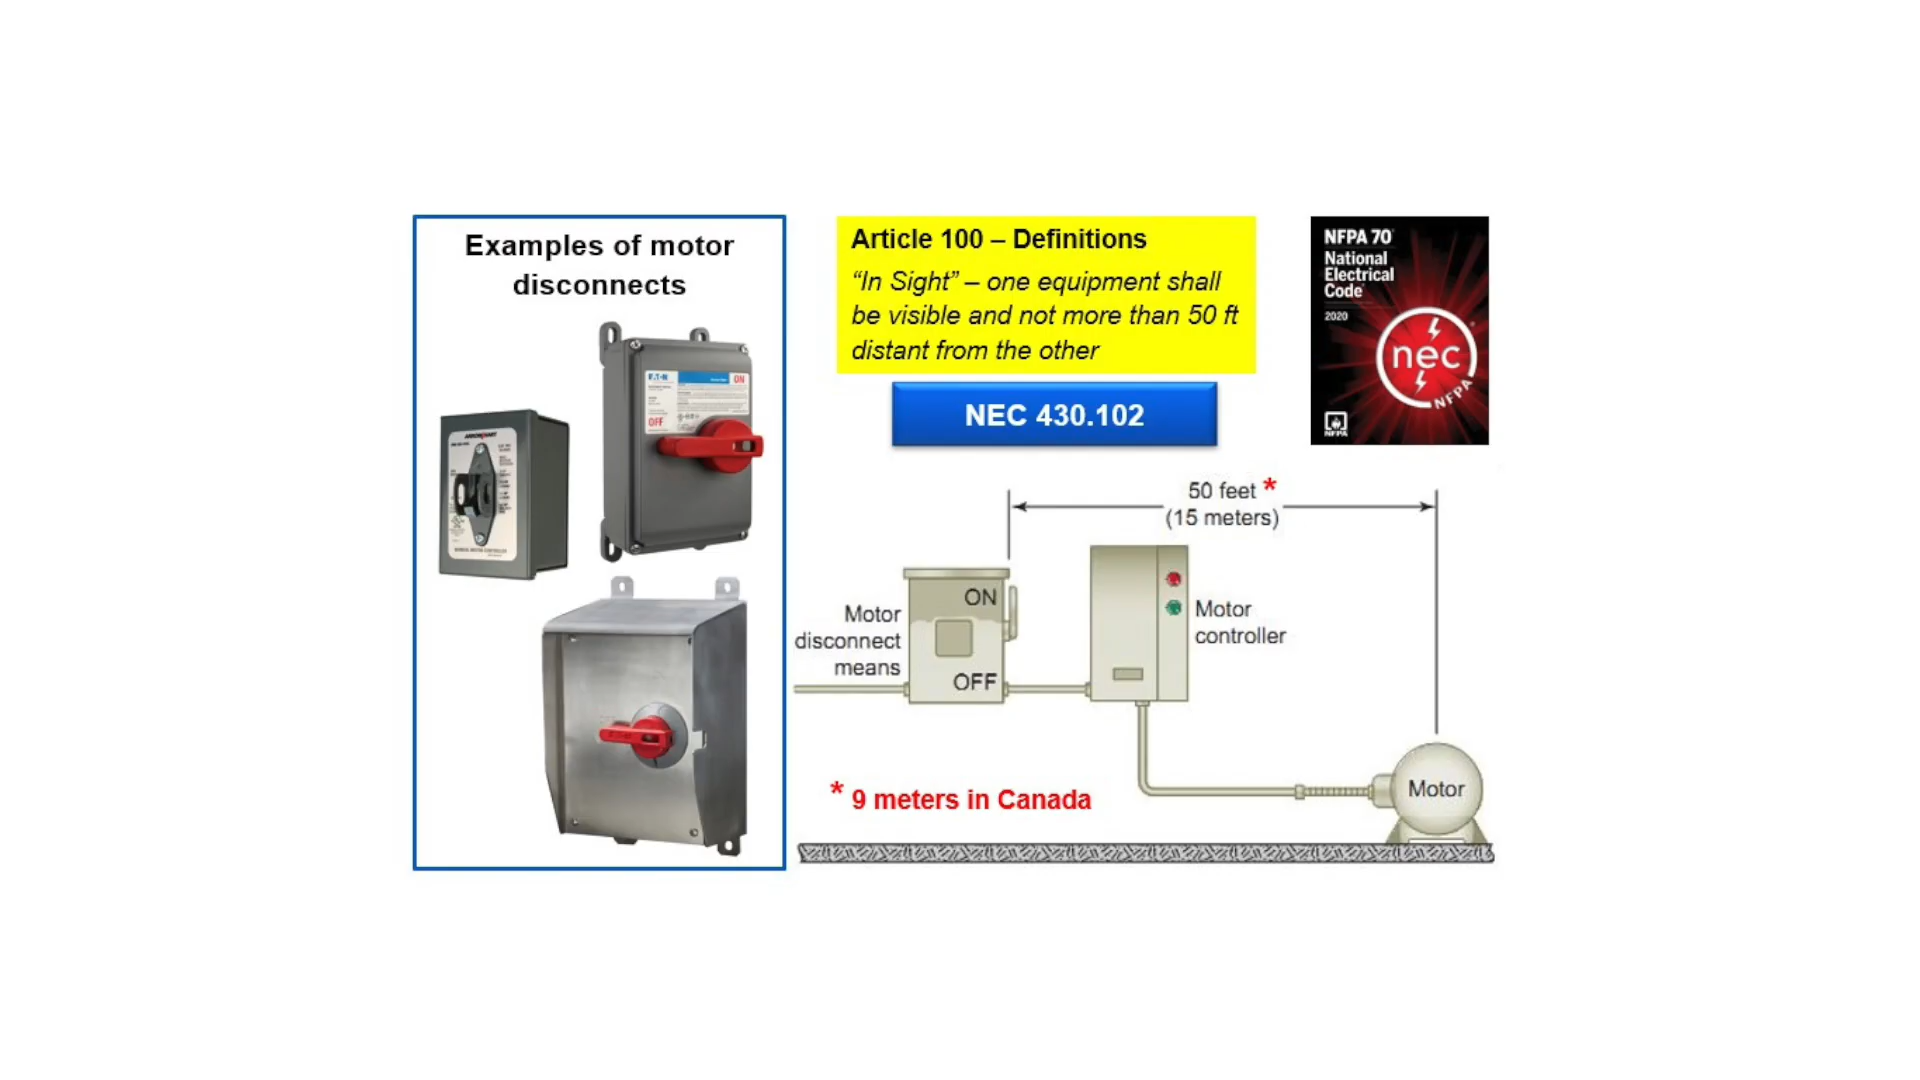 Examples of motor
disconnects
EATON
ON
OFF
Article 100 – Definitions
“In Sight” – one equipment shall
be visible and not more than 50 ft
distant from the other
NEC 430.102
NFPA 70
National
Electrical
Code
2020
nec
NFPA
NFPA
50 feet *
(15 meters)
ON
OFF
Motor
disconnect
means
Motor
controller
Motor
* 9 meters in Canada